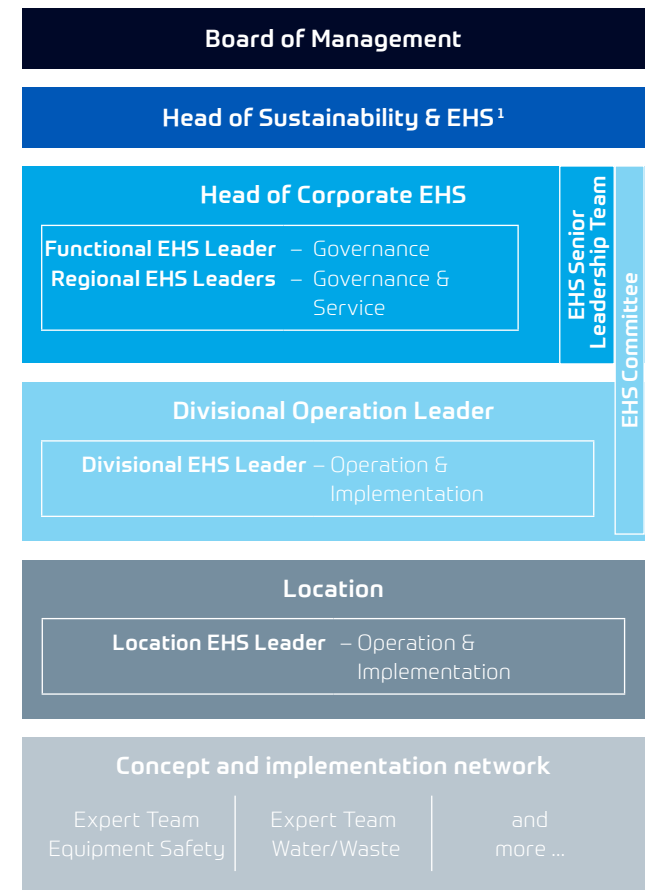 Board of Management
Head of Sustainability & EHS¹
Head of Corporate EHS
Functional EHS Leader – Governance
Regional EHS Leaders – Governance &
Service
EHS Senior
Leadership Team
EHS Committee
Divisional Operation Leader
Divisional EHS Leader – Operation &
Implementation
Location
Location EHS Leader – Operation &
Implementation
Concept and implementation network
Expert Team
Equipment Safety
Expert Team
Water/Waste
and
more ...